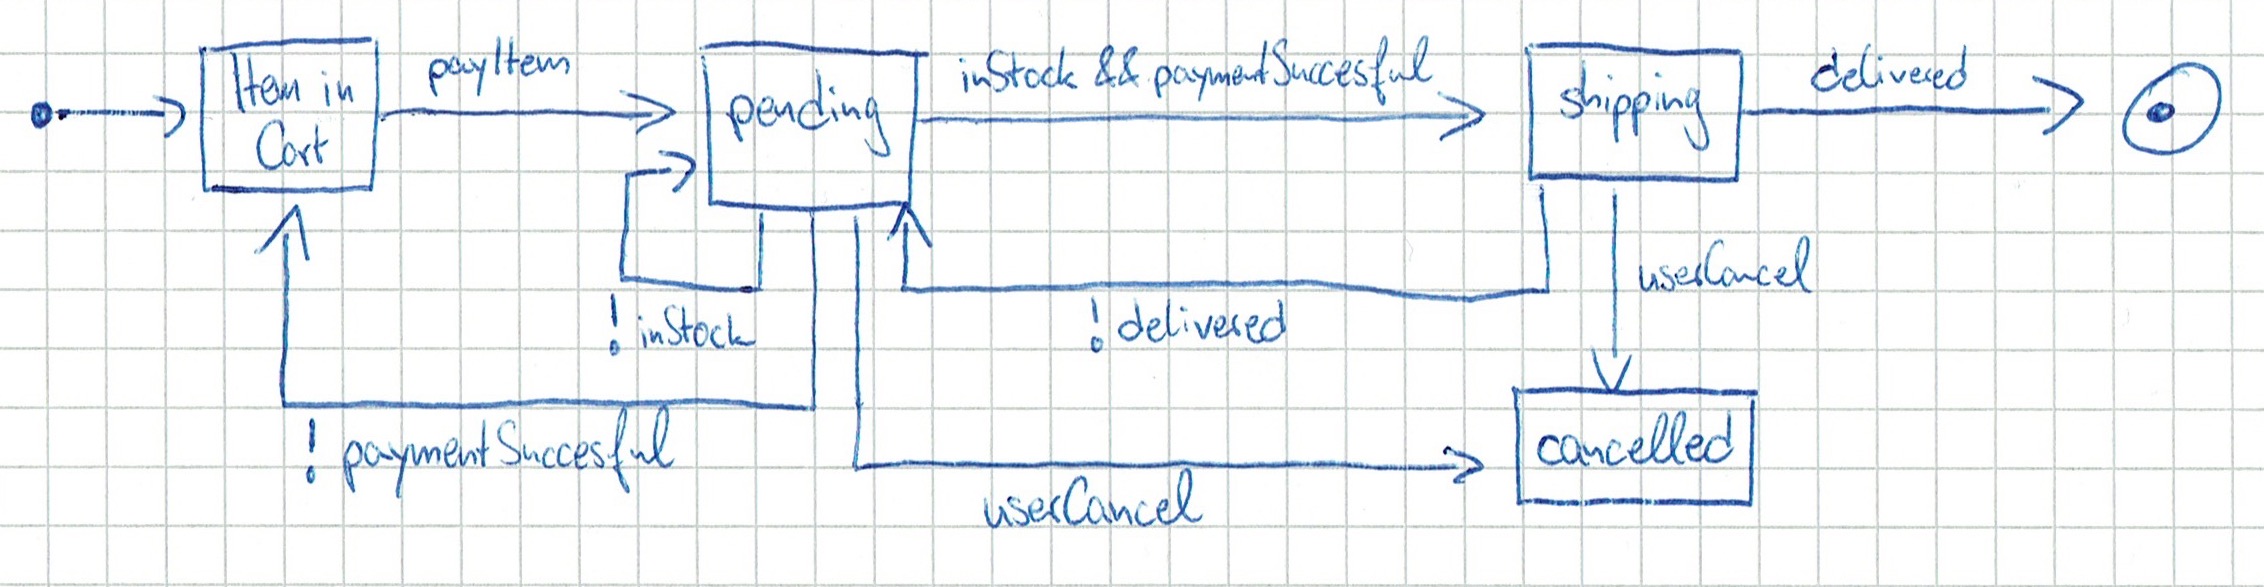 Item in
Cart
payItem
pending
inStock && paymentSuccesful
shipping
delivered
! inStock
! delivered
userCancel
! paymentSuccesful
userCancel
cancelled